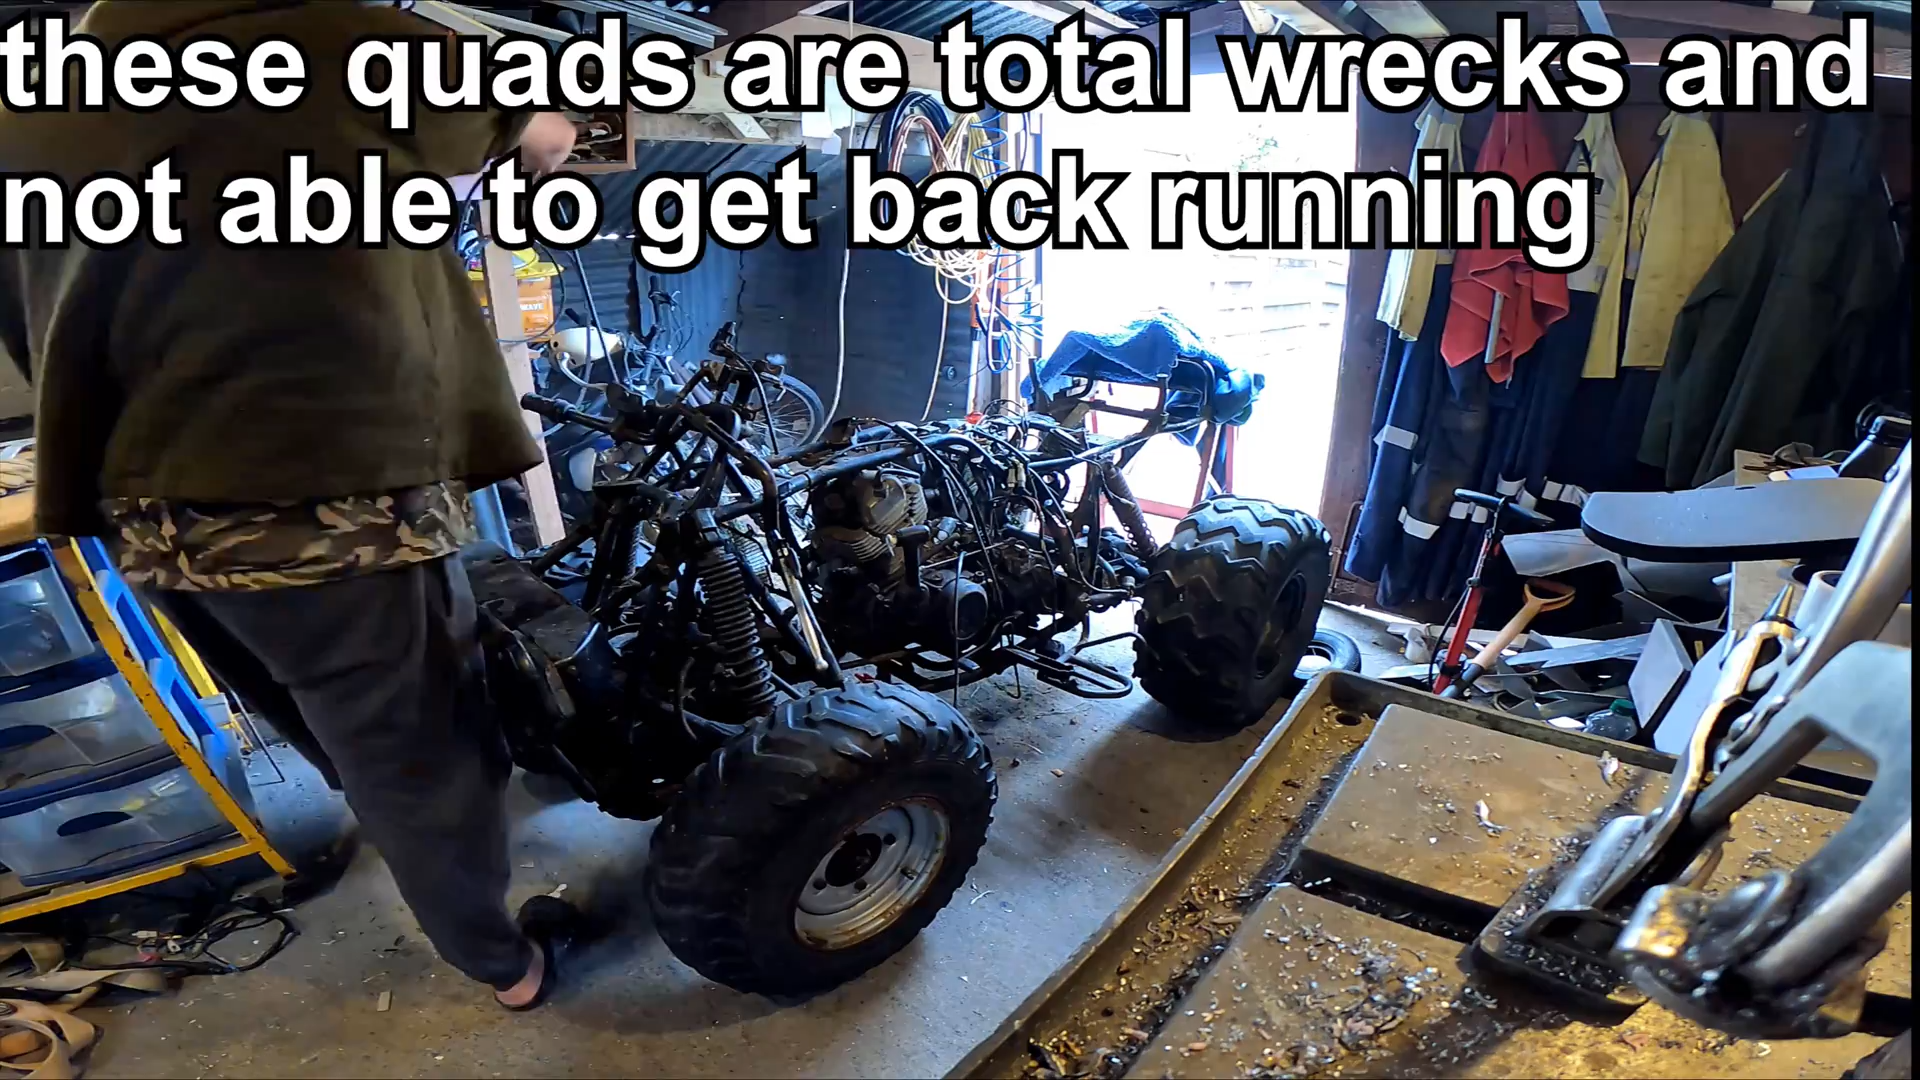 these quads are total wrecks and
not able to get back running